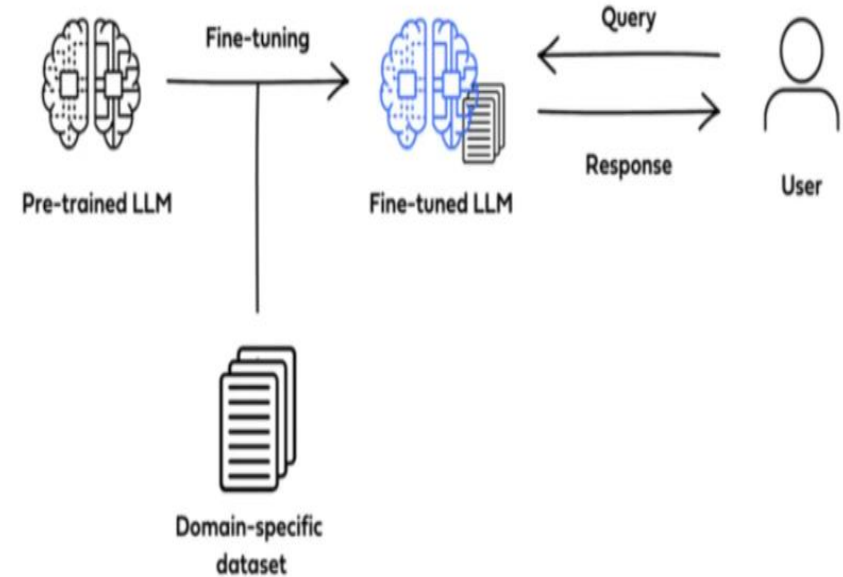 Fine-tuning
Query
Response
Pre-trained LLM
Fine-tuned LLM
User
Domain-specific
dataset